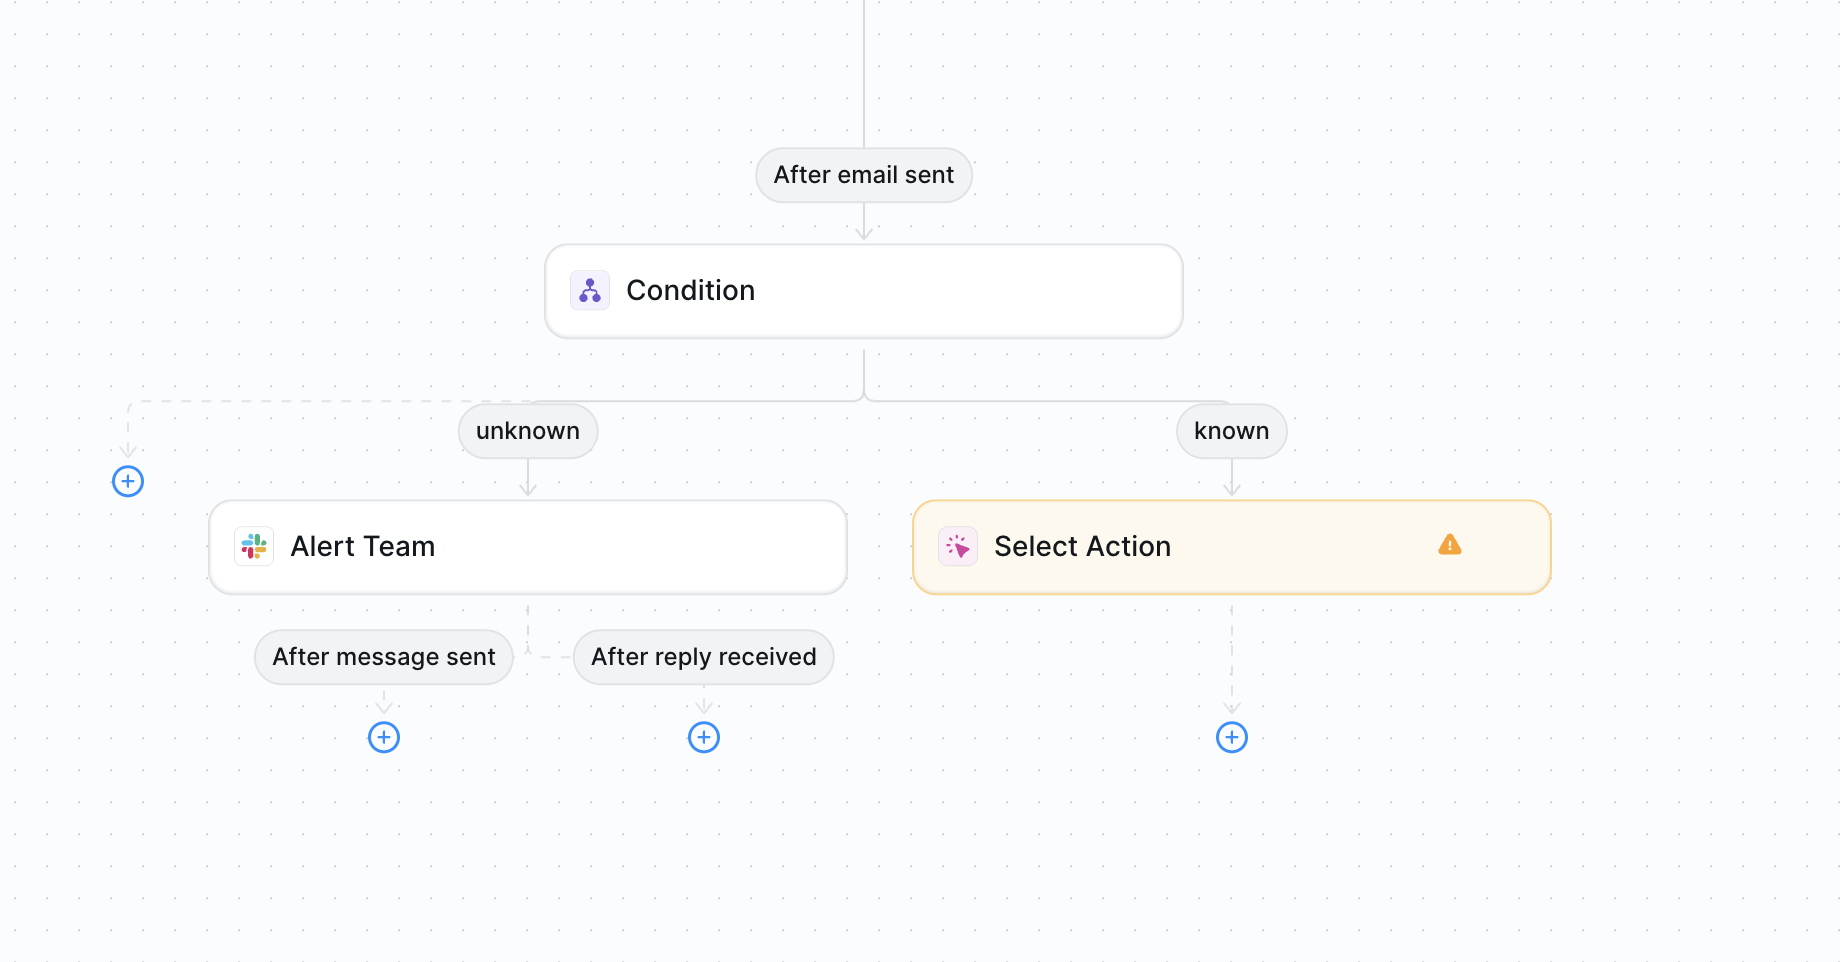 After email sent
Condition
unknown
known
Alert Team
Select Action
After message sent
After reply received